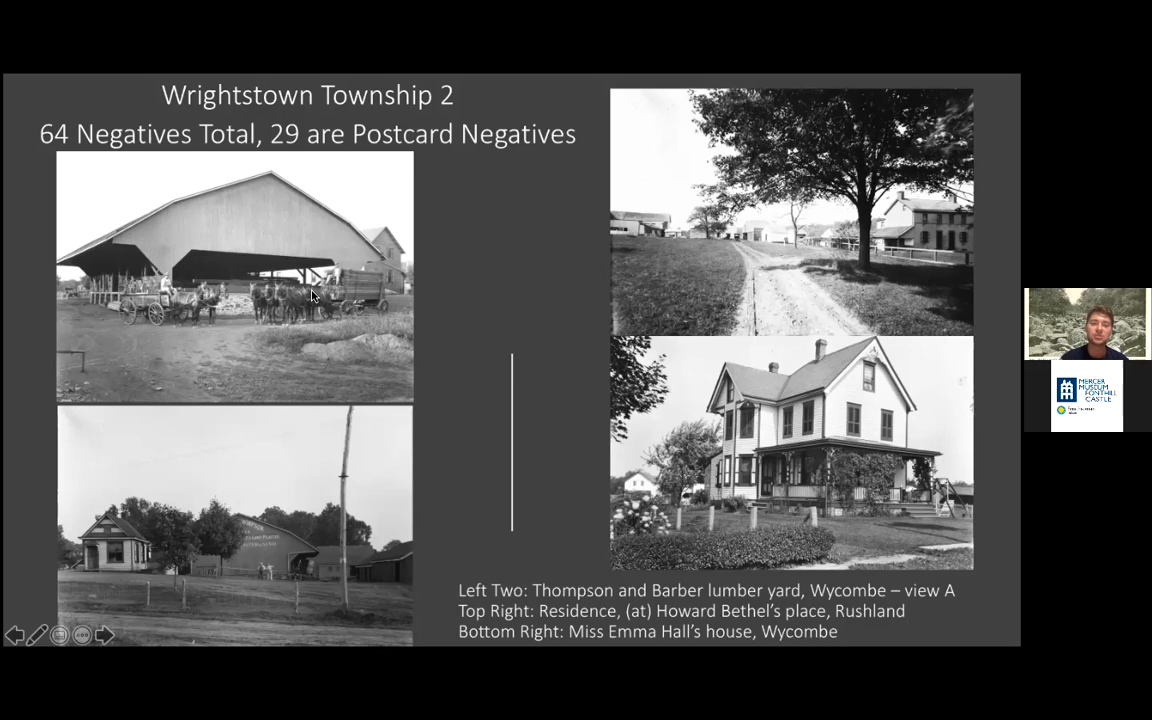 Wrightstown Township 2
64 Negatives Total, 29 are Postcard Negatives
Left Two: Thompson and Barber lumber yard, Wycombe – view A
Top Right: Residence, (at) Howard Bethel's place, Rushland
Bottom Right: Miss Emma Hall's house, Wycombe
MERCER
MUSEUM
FONTHILL
CASTLE